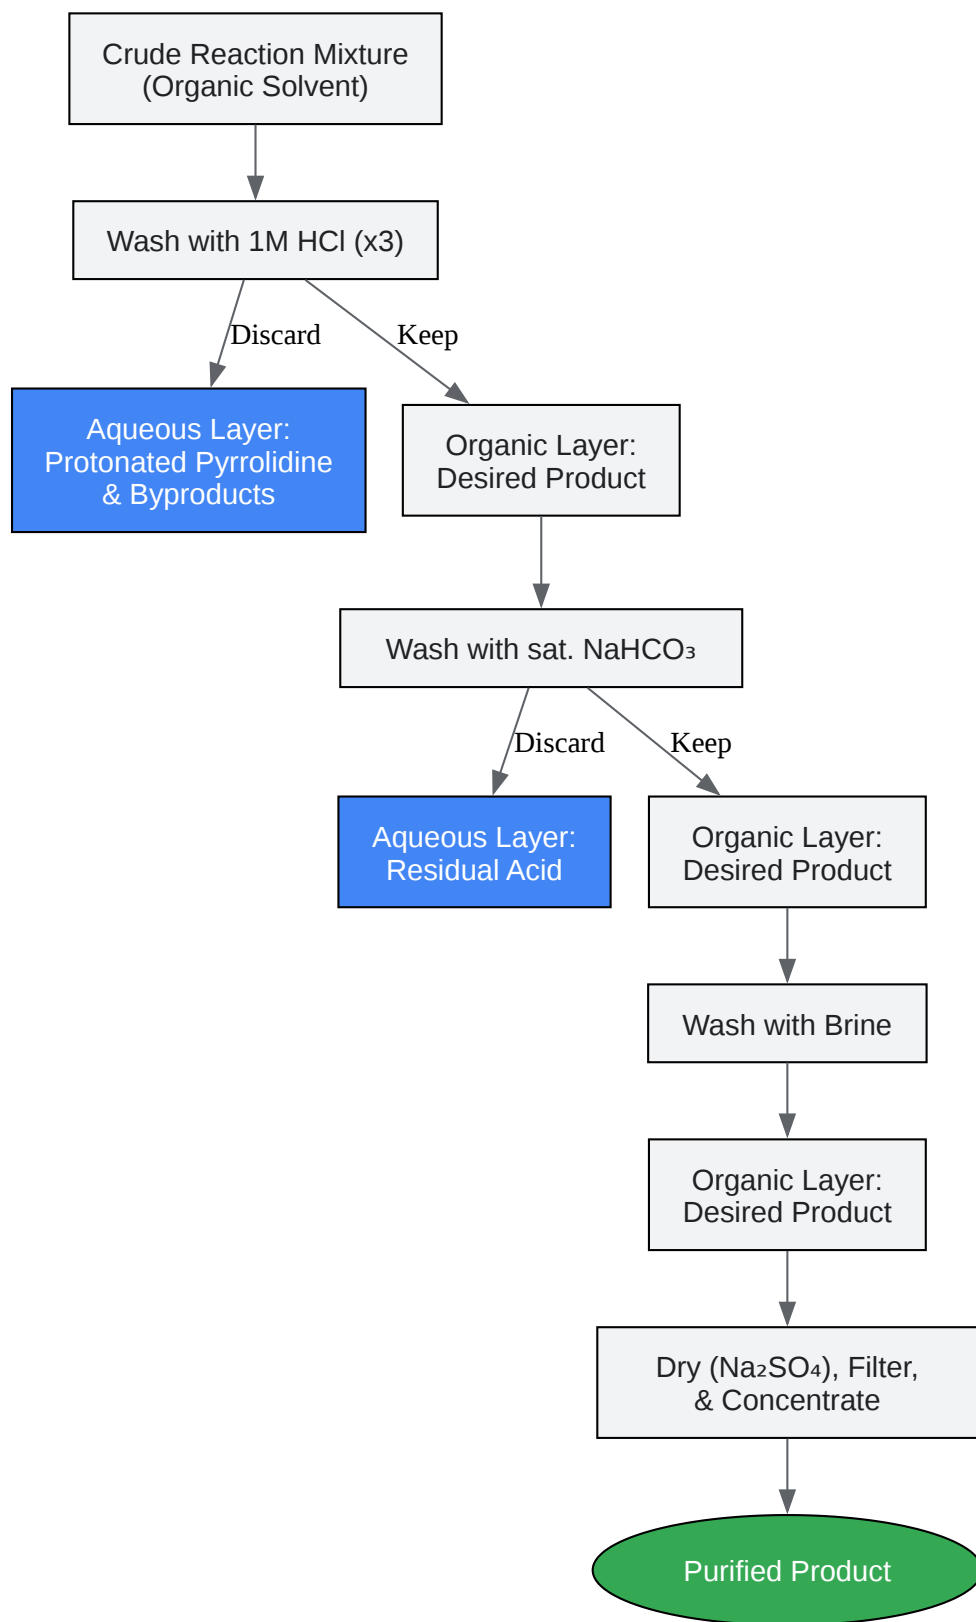 Crude Reaction Mixture
(Organic Solvent)
Wash with 1M HCl (x3)
Discard
Keep
Aqueous Layer:
Protonated Pyrrolidine
& Byproducts
Organic Layer:
Desired Product
Wash with sat. NaHCO₃
Discard
Keep
Aqueous Layer:
Residual Acid
Organic Layer:
Desired Product
Wash with Brine
Organic Layer:
Desired Product
Dry (Na₂SO₄), Filter,
& Concentrate
Purified Product